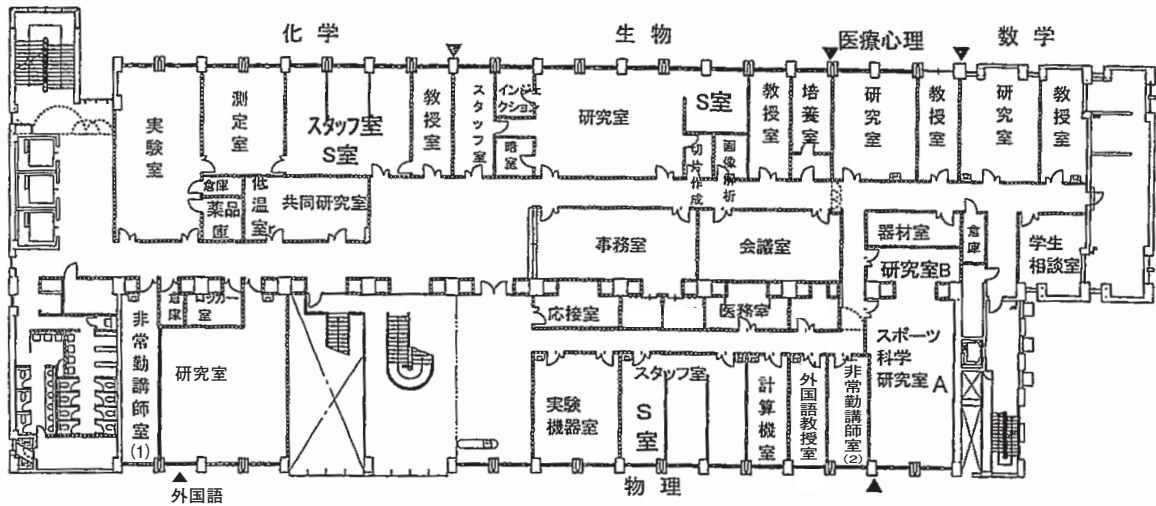 化学
生物
医療心理
数学
実験室
測定室
スタッフ室
S室
教授室
スタッフ室
インジェクション
暗室
研究室
S室
切片作成
画像解析
教授室
培養室
研究室
教授室
研究室
教授室
倉庫
薬品庫
低温室
共同研究室
事務室
会議室
器材室
倉庫
学生
相談室
研究室B
非常勤講師室(1)
倉庫
ロッカー室
研究室
応接室
医務室
スポーツ
科学
研究室
A
実験
機器室
スタッフ室
S室
計算機室
外国語教授室
非常勤講師室(2)
物理
外国語